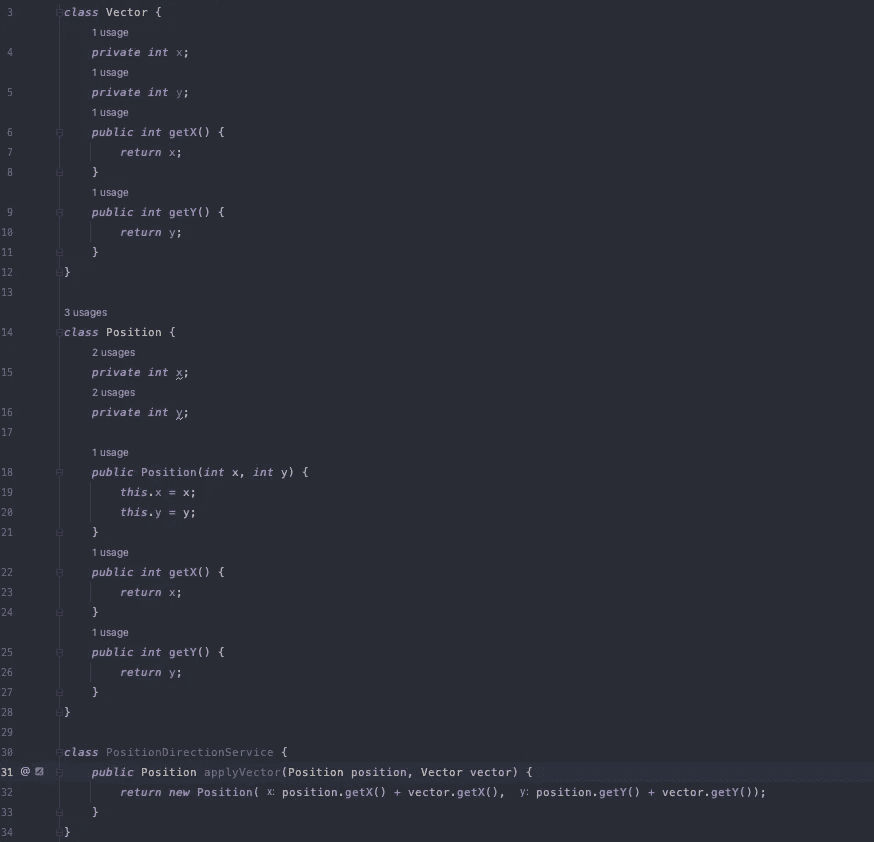 3 class Vector {
1 usage
4 private int x;
1 usage
5 private int y;
1 usage
6 public int getX() {
7 return x;
8 }
1 usage
9 public int getY() {
10 return y;
11 }
12 }
13
3 usages
14 class Position {
2 usages
15 private int x;
2 usages
16 private int y;
17
1 usage
18 public Position(int x, int y) {
19 this.x = x;
20 this.y = y;
21 }
1 usage
22 public int getX() {
23 return x;
24 }
1 usage
25 public int getY() {
26 return y;
27 }
28 }
29
30 class PositionDirectionService {
31 @ public Position applyVector(Position position, Vector vector) {
32 return new Position( x: position.getX() + vector.getX(), y: position.getY() + vector.getY());
33 }
34 }